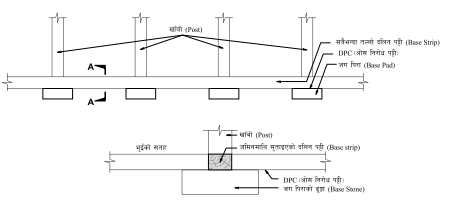 खाँबो (Post)
सबैभन्दा तल्लो दलिन पट्टी (Base Strip)
DPC (ओस निरोध पट्टि)
जग पिरा (Base Pad)
A
A
खाँबो (Post)
भुईंको सतह
जमिनमाथि सुताइएको दलिन पट्टी (Base strip)
DPC (ओस निरोध पट्टि)
जग पिराको ढुङ्गा (Base Stone)